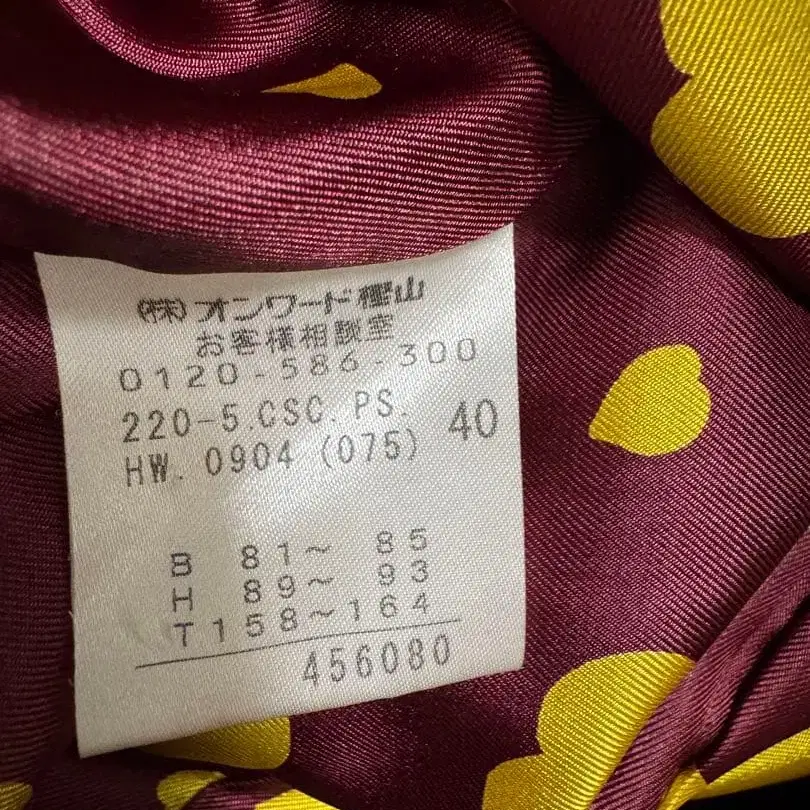 (株)オンワード樫山
お客様相談室
0120-586-300
220-5.CSC.PS. 40
HW.0904(075)
B 81~ 85
H 89~ 93
T158~164
456080